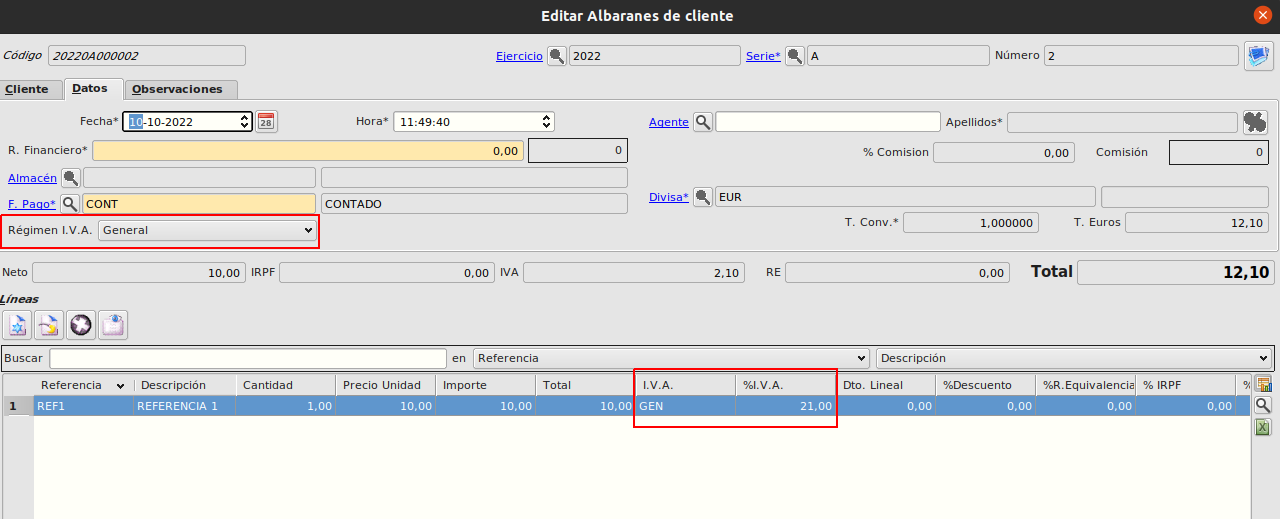 Editar Albaranes de cliente
Código 20220A000002 Ejercicio 2022 Serie* A Número 2
Cliente Datos Observaciones
Fecha* 10-10-2022 28 Hora* 11:49:40 Agente Apellidos*
R. Financiero* 0,00 0 % Comision 0,00 Comisión 0
Almacén
F. Pago* CONT CONTADO Divisa* EUR
Régimen I.V.A. General T. Conv.* 1,000000 T. Euros 12,10
Neto 10,00 IRPF 0,00 IVA 2,10 RE 0,00 Total 12,10
Líneas
Buscar en Referencia Descripción
Referencia Descripción Cantidad Precio Unidad Importe Total I.V.A. %I.V.A. Dto. Lineal %Descuento %R.Equivalencia % IRPF %
1 REF1 REFERENCIA 1 1,00 10,00 10,00 10,00 GEN 21,00 0,00 0,00 0,00 0,00